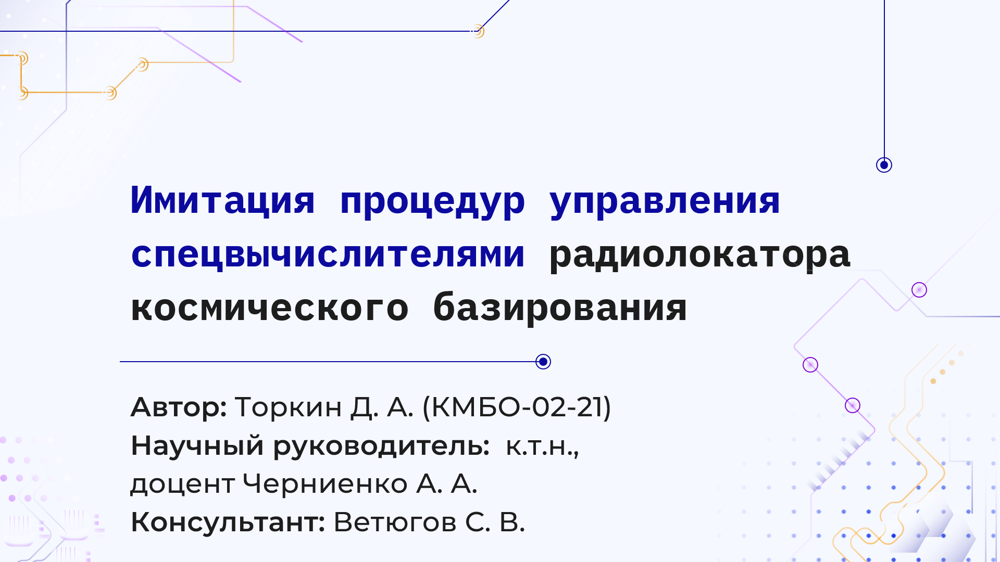 Имитация процедур управления
спецвычислителями радиолокатора
космического базирования
Автор: Торкин Д. А. (КМБО-02-21)
Научный руководитель: к.т.н.,
доцент Черниенко А. А.
Консультант: Ветюгов С. В.